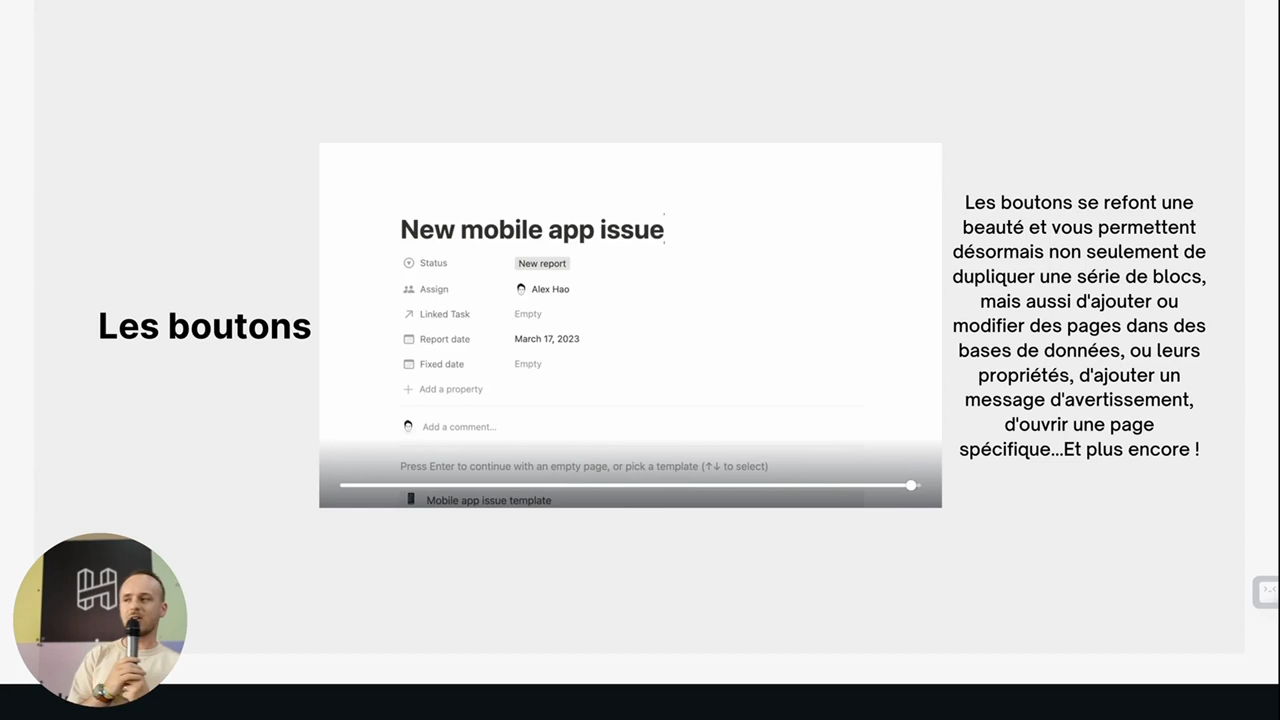 Les boutons
New mobile app issue
Status New report
Assign Alex Hao
Linked Task Empty
Report date March 17, 2023
Fixed date Empty
Add a property
Add a comment...
Press Enter to continue with an empty page, or pick a template (↑↓ to select)
Mobile app issue template
Les boutons se refont une
beauté et vous permettent
désormais non seulement de
dupliquer une série de blocs,
mais aussi d'ajouter ou
modifier des pages dans des
bases de données, ou leurs
propriétés, d'ajouter un
message d'avertissement,
d'ouvrir une page
spécifique...Et plus encore !